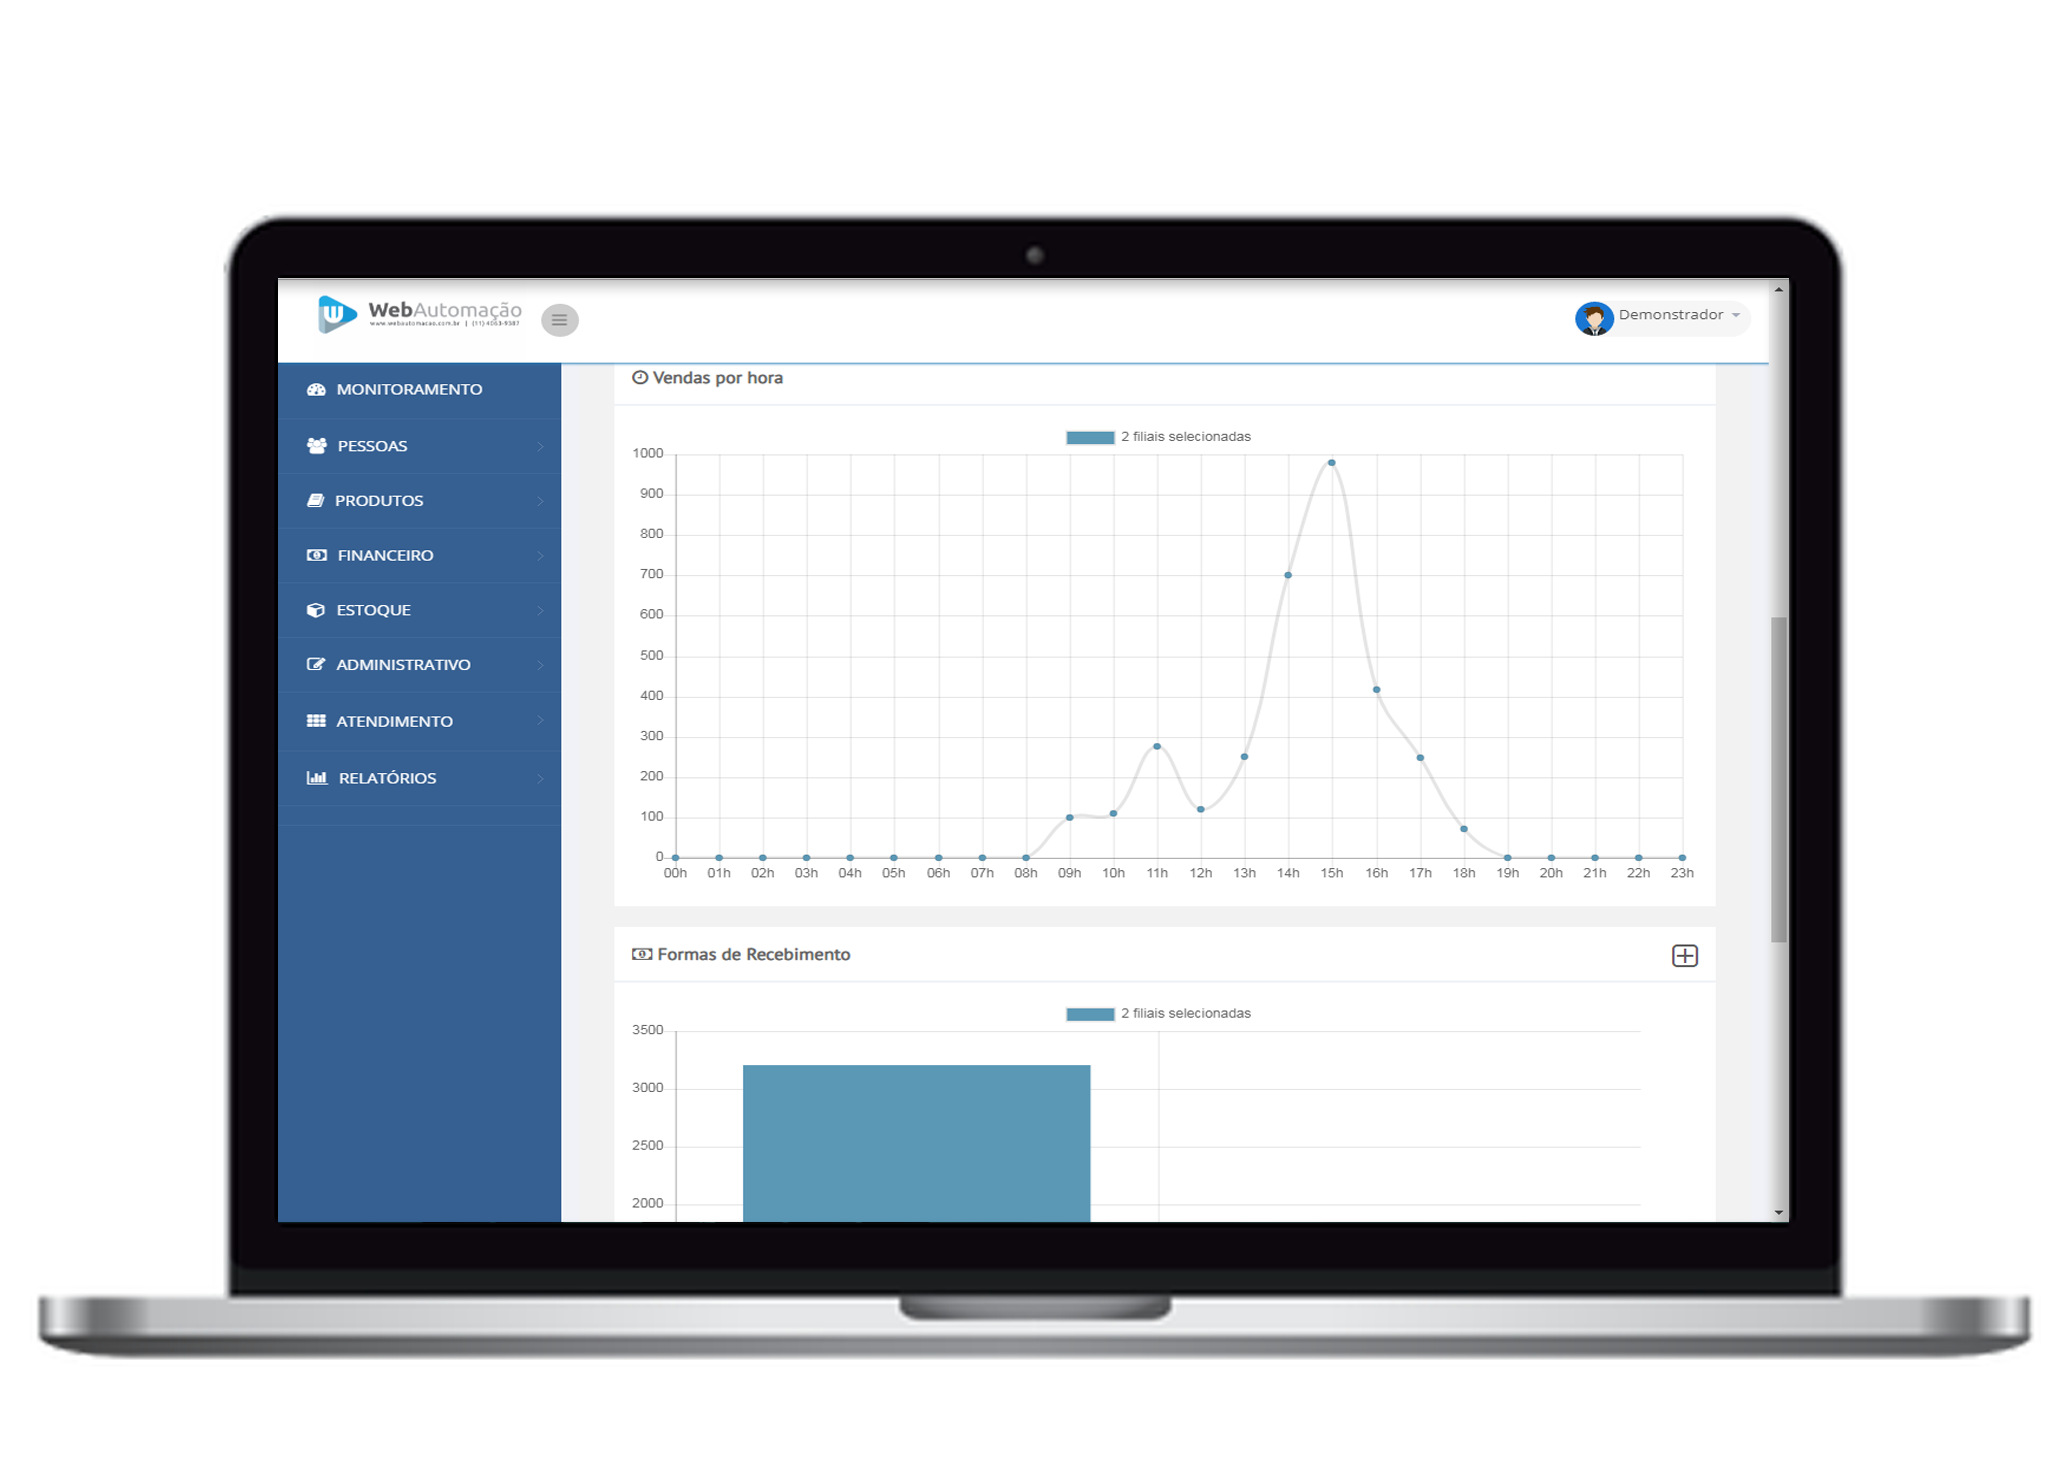 WebAutomação
www.webautomacao.com.br | (11) 4063-9387
Demonstrador
MONITORAMENTO
PESSOAS
PRODUTOS
FINANCEIRO
ESTOQUE
ADMINISTRATIVO
ATENDIMENTO
RELATÓRIOS
Vendas por hora
2 filiais selecionadas
1000
900
800
700
600
500
400
300
200
100
0
00h 01h 02h 03h 04h 05h 06h 07h 08h 09h 10h 11h 12h 13h 14h 15h 16h 17h 18h 19h 20h 21h 22h 23h
Formas de Recebimento
2 filiais selecionadas
3500
3000
2500
2000